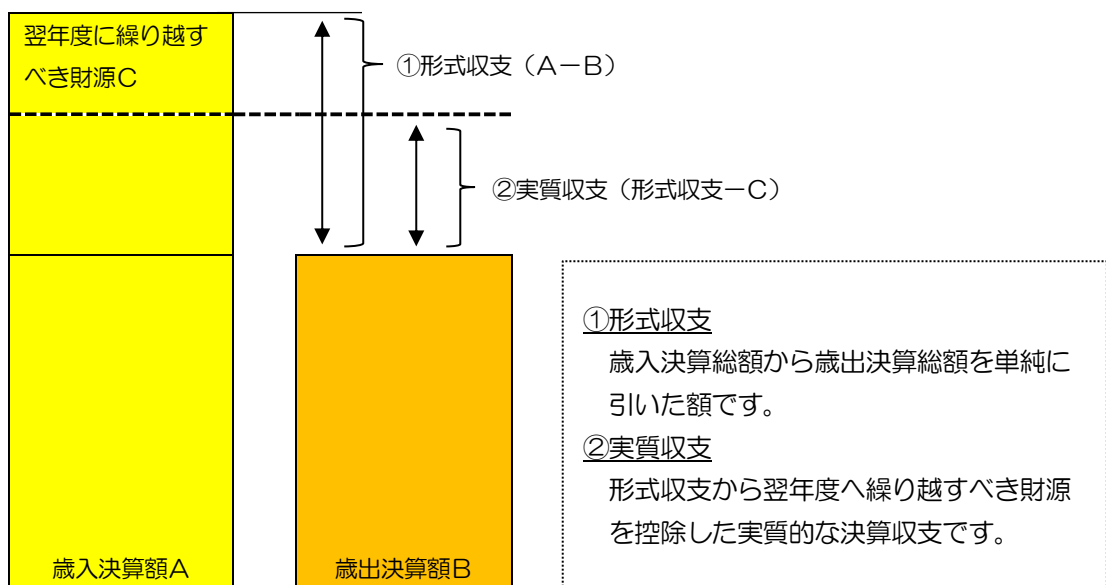 翌年度に繰り越す
べき財源C
①形式収支（A－B）
②実質収支（形式収支－C）
①形式収支
歳入決算総額から歳出決算総額を単純に
引いた額です。
②実質収支
形式収支から翌年度へ繰り越すべき財源
を控除した実質的な決算収支です。
歳入決算額A
歳出決算額B